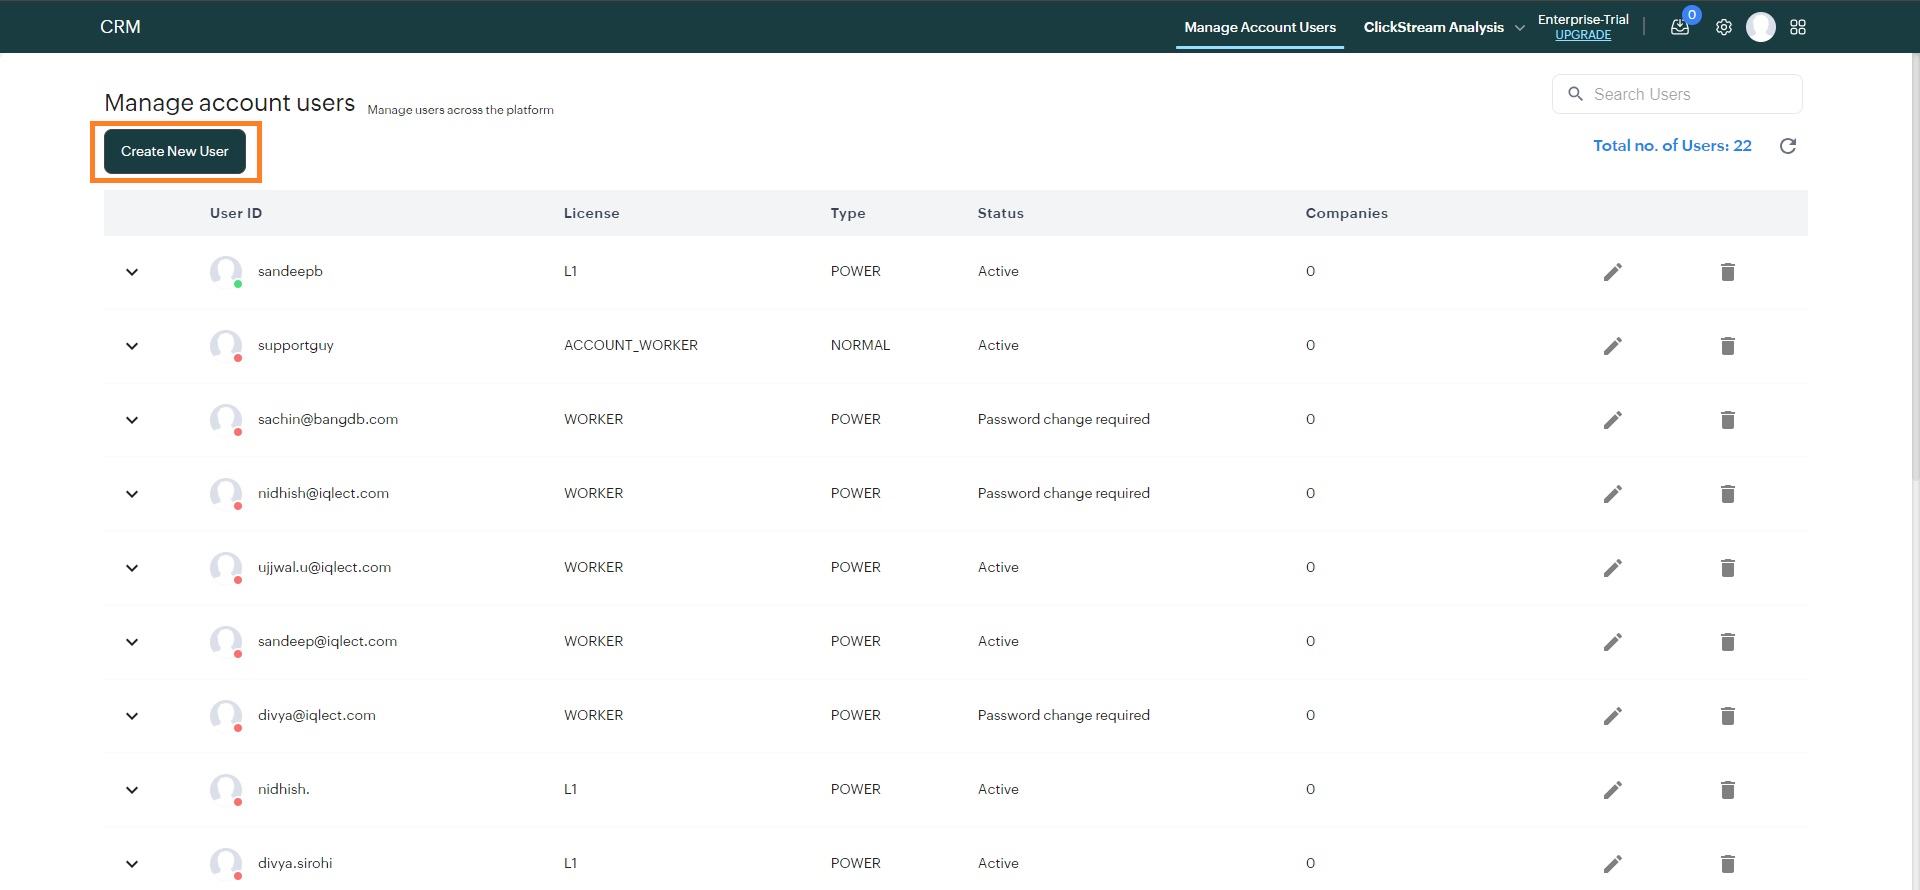 CRM
Manage Account Users ClickStream Analysis Enterprise-Trial 0
UPGRADE
Manage account users Manage users across the platform
Search Users
Create New User
Total no. of Users: 22
User ID License Type Status Companies
sandeepb L1 POWER Active 0
supportguy ACCOUNT_WORKER NORMAL Active 0
sachin@bangdb.com WORKER POWER Password change required 0
nidhish@iqlect.com WORKER POWER Password change required 0
ujjwal.u@iqlect.com WORKER POWER Active 0
sandeep@iqlect.com WORKER POWER Active 0
divya@iqlect.com WORKER POWER Password change required 0
nidhish. L1 POWER Active 0
divya.sirohi L1 POWER Active 0